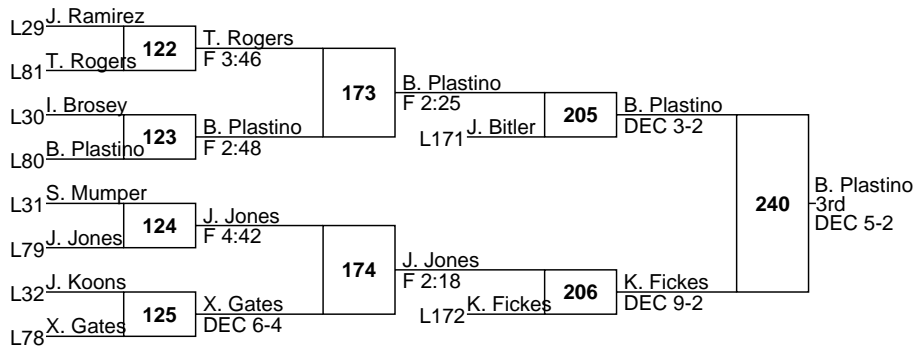 L29 J. Ramirez
122
T. Rogers
F 3:46
L81 T. Rogers
173
B. Plastino
F 2:25
L30 I. Brosey
123
B. Plastino
F 2:48
L80 B. Plastino
L171 J. Bitler
205
B. Plastino
DEC 3-2
L31 S. Mumper
124
J. Jones
F 4:42
L79 J. Jones
174
J. Jones
F 2:18
L32 J. Koons
125
X. Gates
DEC 6-4
L78 X. Gates
L172 K. Fickes
206
K. Fickes
DEC 9-2
240
B. Plastino
3rd
DEC 5-2